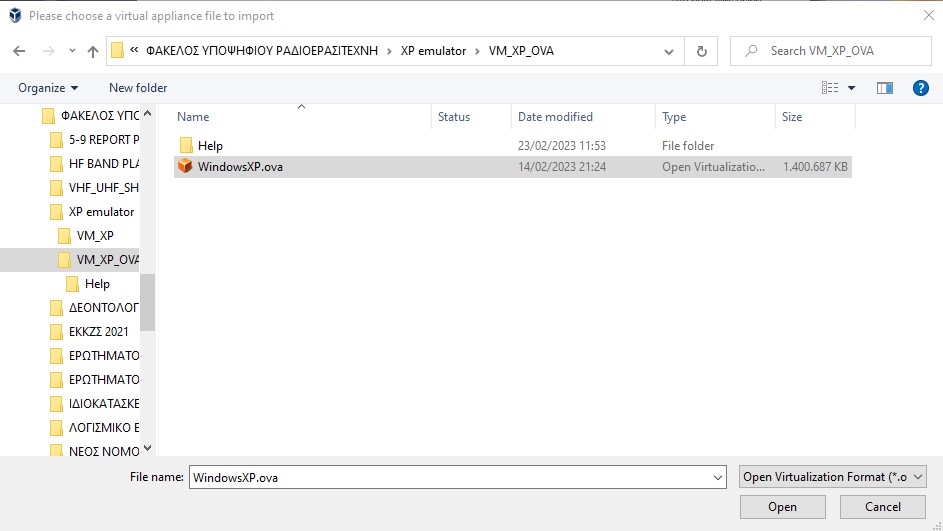 Please choose a virtual appliance file to import
« ΦΑΚΕΛΟΣ ΥΠΟΨΗΦΙΟΥ ΡΑΔΙΟΕΡΑΣΙΤΕΧΝΗ › XP emulator › VM_XP_OVA
Search VM_XP_OVA
Organize
New folder
Name Status Date modified Type Size
Help 23/02/2023 11:53 File folder
WindowsXP.ova 14/02/2023 21:24 Open Virtualizatio... 1.400.687 KB
ΦΑΚΕΛΟΣ ΥΠΟ
5-9 REPORT P
HF BAND PLA
VHF_UHF_SH
XP emulator
VM_XP
VM_XP_OVA
Help
ΔΕΟΝΤΟΛΟΓ
ΕΚΚΖΣ 2021
ΕΡΩΤΗΜΑΤΟ
ΕΡΩΤΗΜΑΤΟ
ΙΔΙΟΚΑΤΑΣΚΕ
ΛΟΓΙΣΜΙΚΟ Ε
ΝΕΟΣ ΝΟΜΟ
File name: WindowsXP.ova
Open Virtualization Format (*.o
Open
Cancel